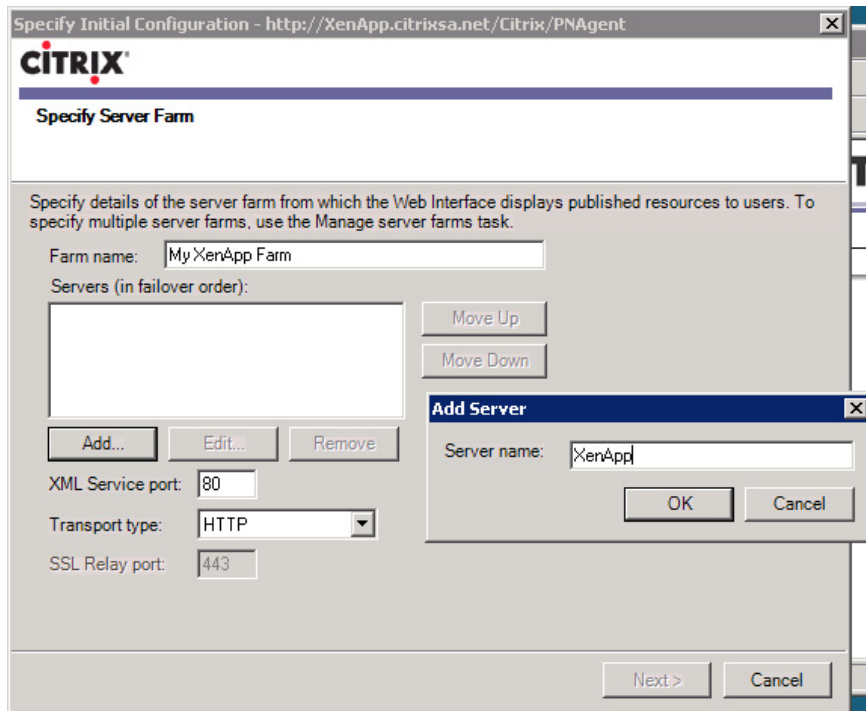 Specify Initial Configuration - http://XenApp.citrixsa.net/Citrix/PNAgent
CITRIX
Specify Server Farm
Specify details of the server farm from which the Web Interface displays published resources to users. To
specify multiple server farms, use the Manage server farms task.
Farm name: My XenApp Farm
Servers (in failover order):
Move Up
Move Down
Add... Edit... Remove
Add Server
Server name: XenApp
OK Cancel
XML Service port: 80
Transport type: HTTP
SSL Relay port: 443
Next > Cancel